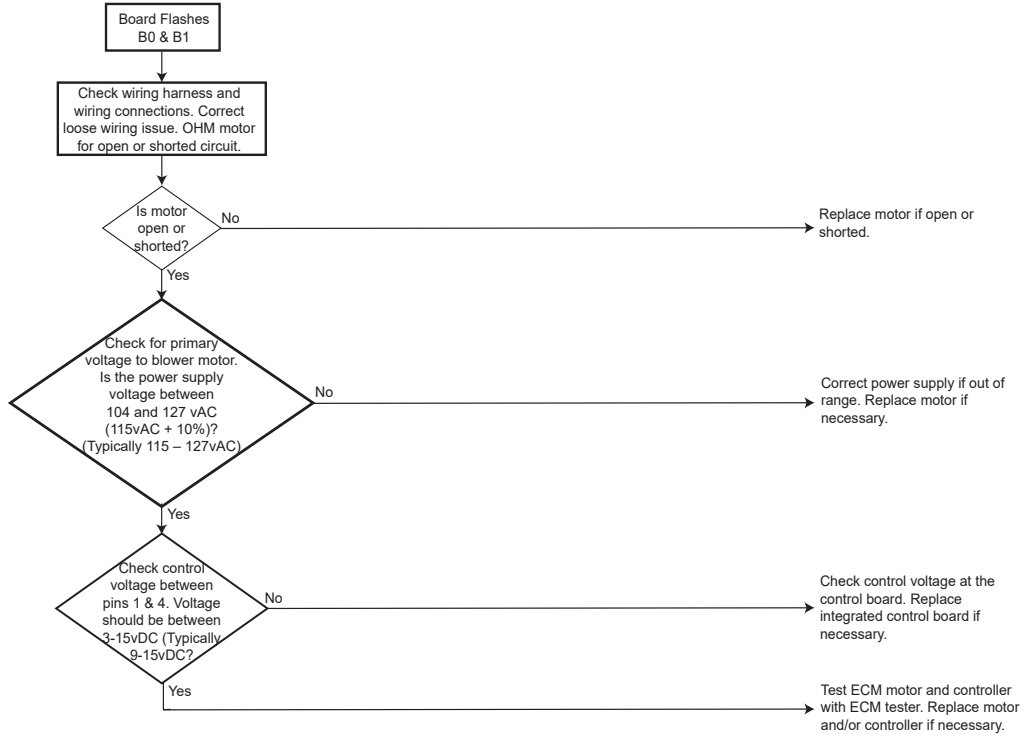 Board Flashes
B0 & B1
Check wiring harness and
wiring connections. Correct
loose wiring issue. OHM motor
for open or shorted circuit.
Is motor
open or
shorted?
No
Replace motor if open or
shorted.
Yes
Check for primary
voltage to blower motor.
Is the power supply
voltage between
104 and 127 vAC
(115vAC + 10%)?
(Typically 115 – 127vAC)
No
Correct power supply if out of
range. Replace motor if
necessary.
Yes
Check control
voltage between
pins 1 & 4. Voltage
should be between
3-15vDC (Typically
9-15vDC?
No
Check control voltage at the
control board. Replace
integrated control board if
necessary.
Yes
Test ECM motor and controller
with ECM tester. Replace motor
and/or controller if necessary.